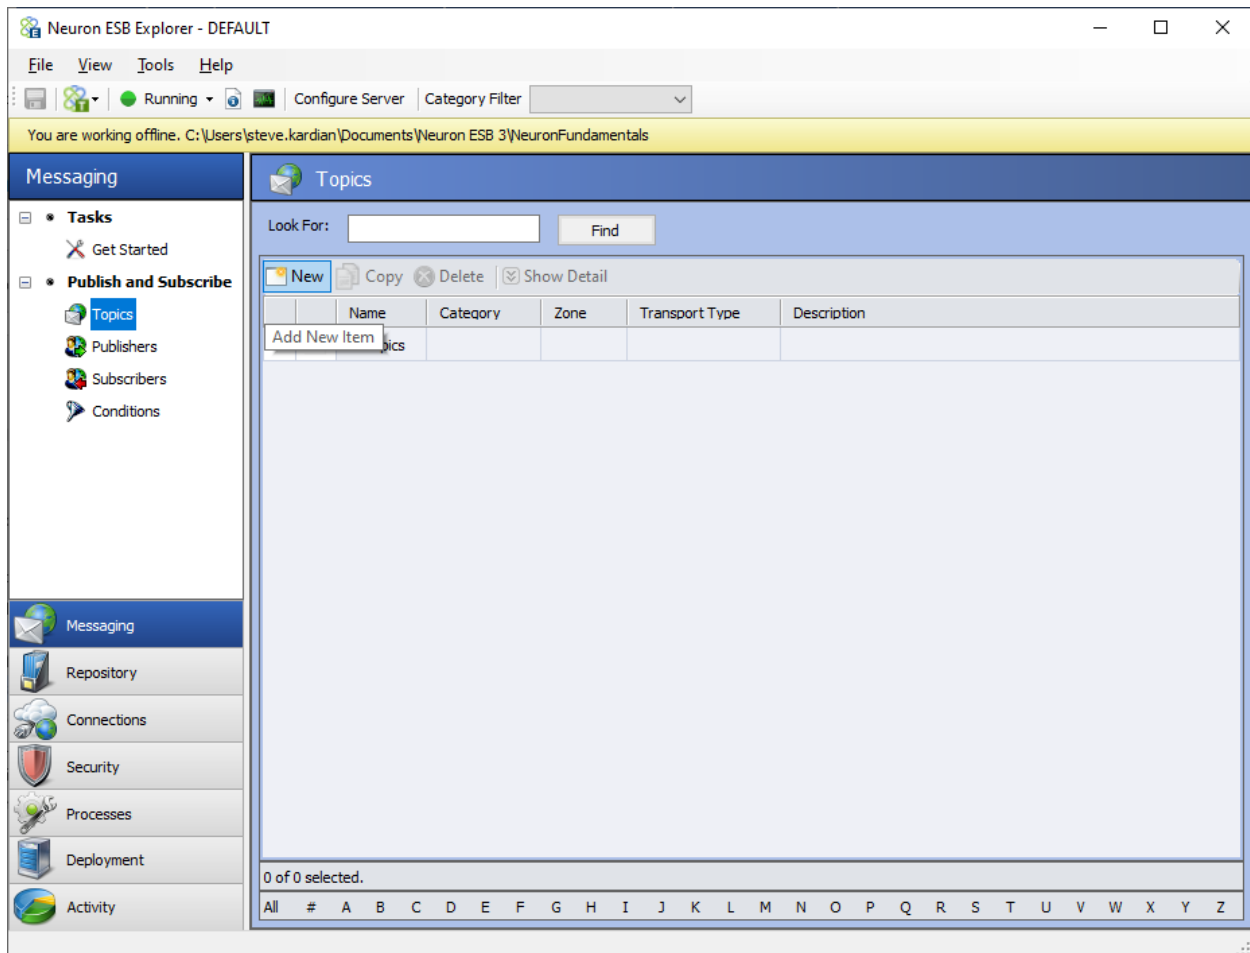 Neuron ESB Explorer - DEFAULT
File View Tools Help
Running Configure Server Category Filter
You are working offline. C:\Users\steve.kardian\Documents\Neuron ESB 3\NeuronFundamentals
Messaging
Tasks
Get Started
Publish and Subscribe
Topics
Publishers
Subscribers
Conditions
Messaging
Repository
Connections
Security
Processes
Deployment
Activity
Topics
Look For: Find
New Copy Delete Show Detail
Name Category Zone Transport Type Description
Add New Item
0 of 0 selected.
All # A B C D E F G H I J K L M N O P Q R S T U V W X Y Z